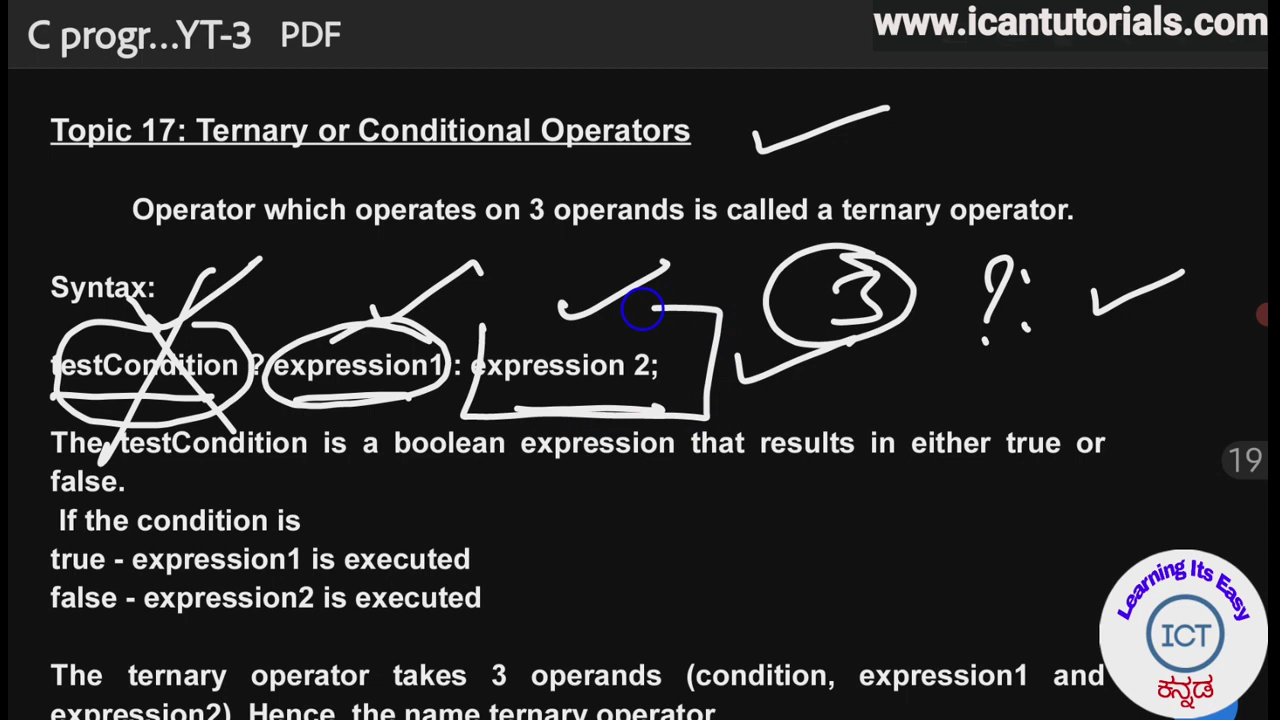 C progr...YT-3 PDF
www.icantutorials.com
Topic 17: Ternary or Conditional Operators
Operator which operates on 3 operands is called a ternary operator.
Syntax:
3 ?:
testCondition ? expression1 : expression 2;
The testCondition is a boolean expression that results in either true or
false.
19
If the condition is
true - expression1 is executed
false - expression2 is executed
Learning Its Easy
ICT
ಕನ್ನಡ
The ternary operator takes 3 operands (condition, expression1 and
expression2). Hence, the name ternary operator